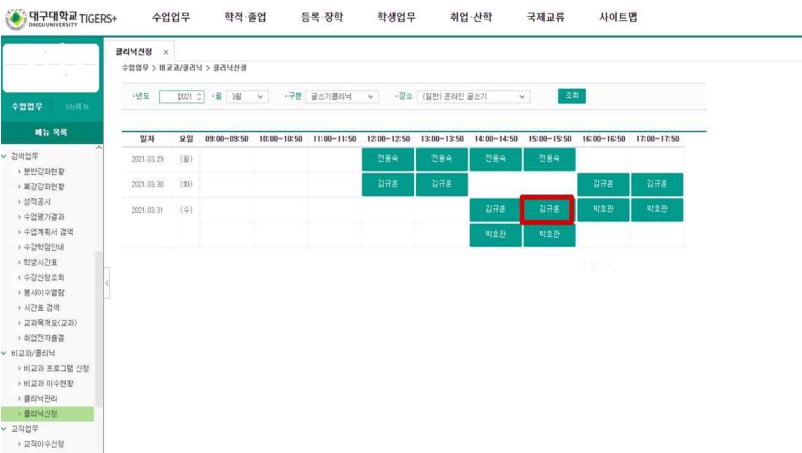 대구대학교 TIGERS+
DAEGU UNIVERSITY
수업업무 학적·졸업 등록·장학 학생업무 취업·산학 국제교류 사이트맵
클리닉신청 ×
수업업무 > 비교과/클리닉 > 클리닉신청
•년도 2021 •월 3월 •구분 글쓰기클리닉 •장소 (일반) 온라인 글쓰기 조회
수업업무 My메뉴
메뉴 목록
일자 요일 09:00~09:50 10:00~10:50 11:00~11:50 12:00~12:50 13:00~13:50 14:00~14:50 15:00~15:50 16:00~16:50 17:00~17:50
2021.03.29 (월) 전용숙 전용숙 전용숙 전용숙
2021.03.30 (화) 김규훈 김규훈 김규훈 김규훈
2021.03.31 (수) 김규훈 김규훈 박호관 박호관
박호관 박호관
검색업무
분반강좌현황
폐강강좌현황
성적공시
수업평가결과
수업계획서 검색
수강학점안내
학생시간표
수강신청조회
봉사이수열람
시간표 검색
교과목개요(교과)
취업전자출결
비교과/클리닉
비교과 프로그램 신청
비교과 이수현황
클리닉관리
클리닉신청
교직업무
교직이수신청